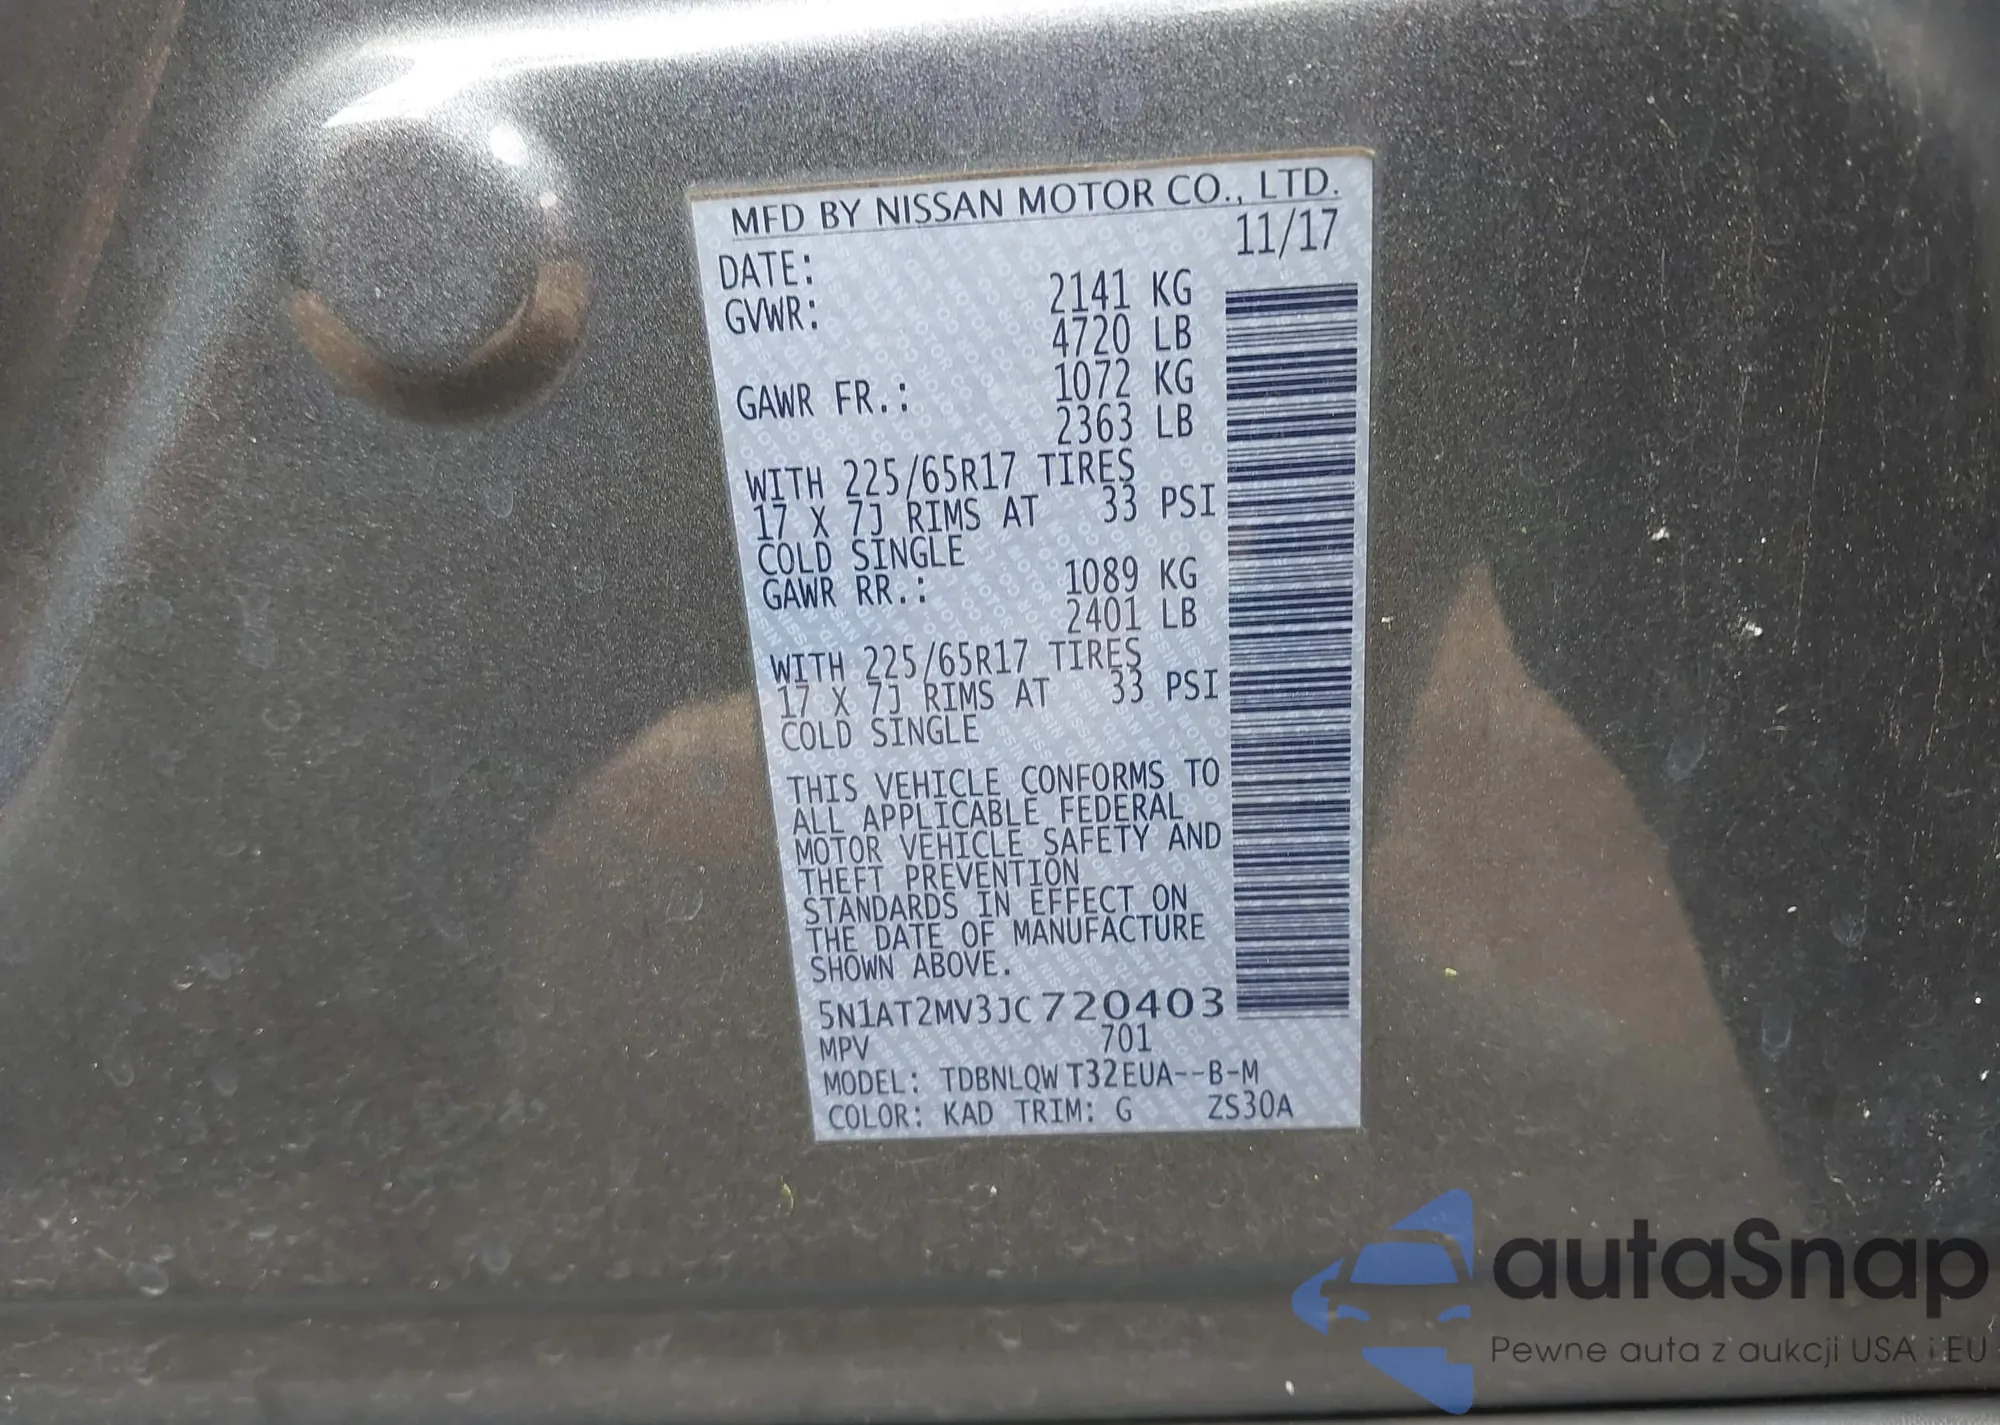 MFD BY NISSAN MOTOR CO., LTD.
DATE: 11/17
GVWR: 2141 KG
4720 LB
GAWR FR.: 1072 KG
2363 LB
WITH 225/65R17 TIRES
17 X 7J RIMS AT 33 PSI
COLD SINGLE
GAWR RR.: 1089 KG
2401 LB
WITH 225/65R17 TIRES
17 X 7J RIMS AT 33 PSI
COLD SINGLE
THIS VEHICLE CONFORMS TO
ALL APPLICABLE FEDERAL
MOTOR VEHICLE SAFETY AND
THEFT PREVENTION
STANDARDS IN EFFECT ON
THE DATE OF MANUFACTURE
SHOWN ABOVE.
5N1AT2MV3JC720403
MPV 701
MODEL: TDBNLQW T32EUA--B-M
COLOR: KAD TRIM: G ZS30A
autaSnap
Pewne auta z aukcji USA i EU